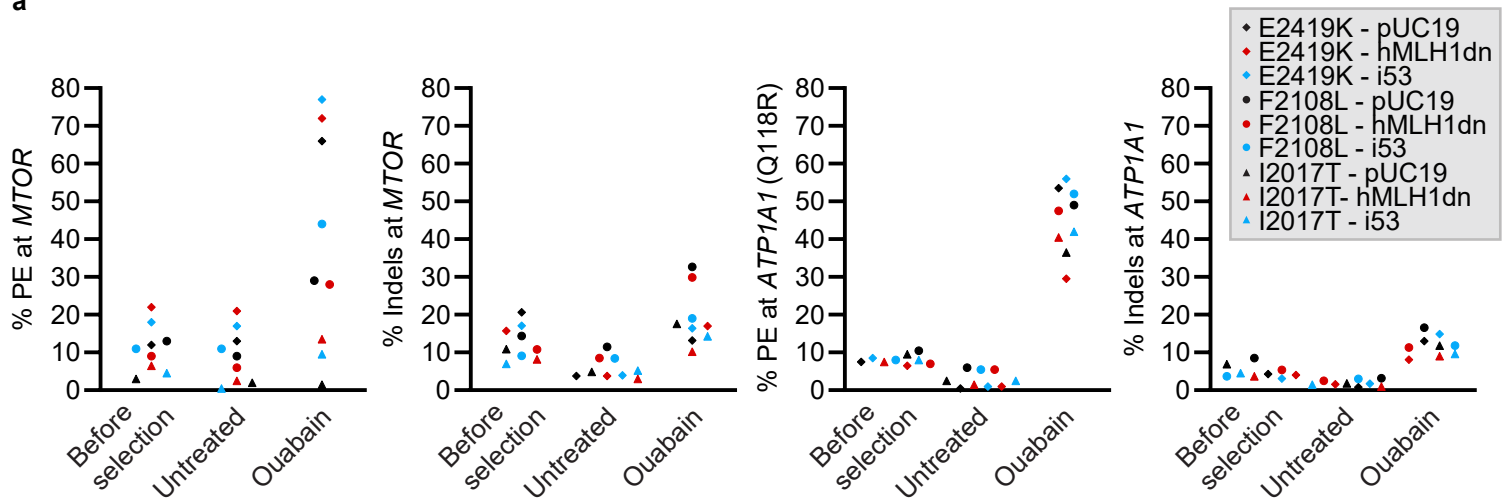 a
E2419K - pUC19
E2419K - hMLH1dn
E2419K - i53
F2108L - pUC19
F2108L - hMLH1dn
F2108L - i53
I2017T - pUC19
I2017T- hMLH1dn
I2017T - i53
% PE at MTOR
80
70
60
50
40
30
20
10
0
Before
selection
Untreated
Ouabain
% Indels at MTOR
80
70
60
50
40
30
20
10
0
Before
selection
Untreated
Ouabain
% PE at ATP1A1 (Q118R)
80
70
60
50
40
30
20
10
0
Before
selection
Untreated
Ouabain
% Indels at ATP1A1
80
70
60
50
40
30
20
10
0
Before
selection
Untreated
Ouabain